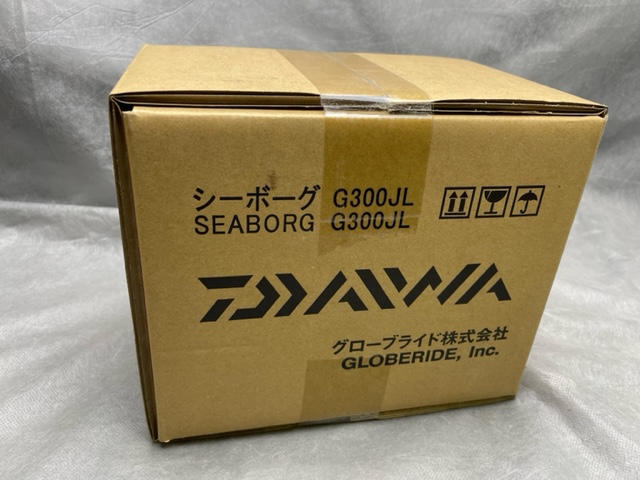 シーボーグ G300JL
SEABORG G300JL
DAIWA
グローブライド株式会社
GLOBERIDE, Inc.